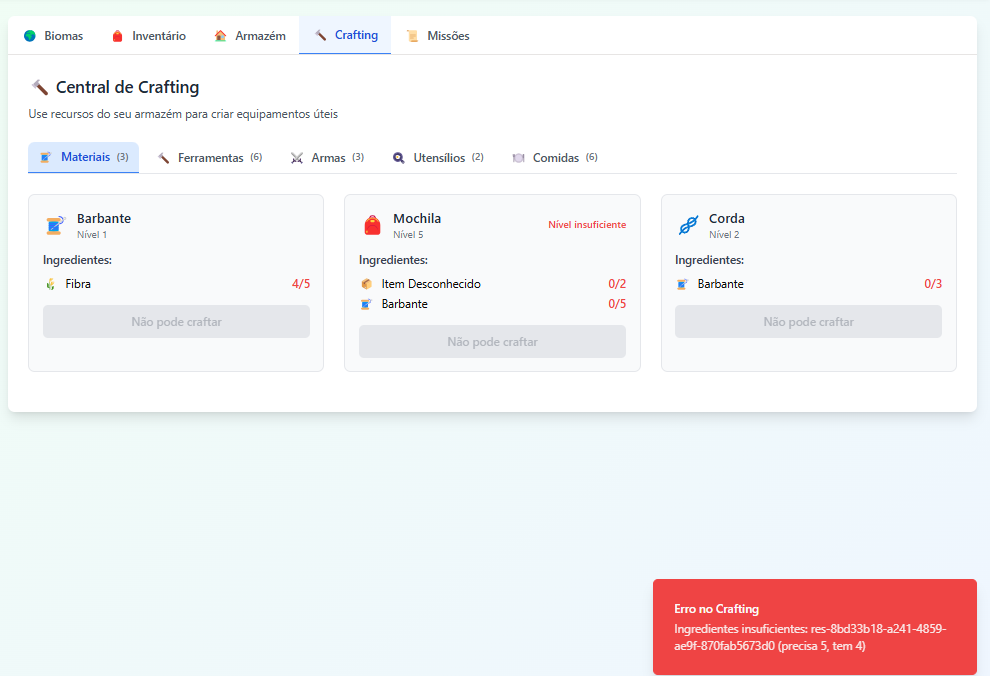 Biomas Inventário Armazém Crafting Missões
Central de Crafting
Use recursos do seu armazém para criar equipamentos úteis
Materiais (3) Ferramentas (6) Armas (3) Utensílios (2) Comidas (6)
Barbante
Nível 1
Ingredientes:
Fibra 4/5
Não pode craftar
Mochila
Nível 5
Nível insuficiente
Ingredientes:
Item Desconhecido 0/2
Barbante 0/5
Não pode craftar
Corda
Nível 2
Ingredientes:
Barbante 0/3
Não pode craftar
Erro no Crafting
Ingredientes insuficientes: res-8bd33b18-a241-4859-
ae9f-870fab5673d0 (precisa 5, tem 4)